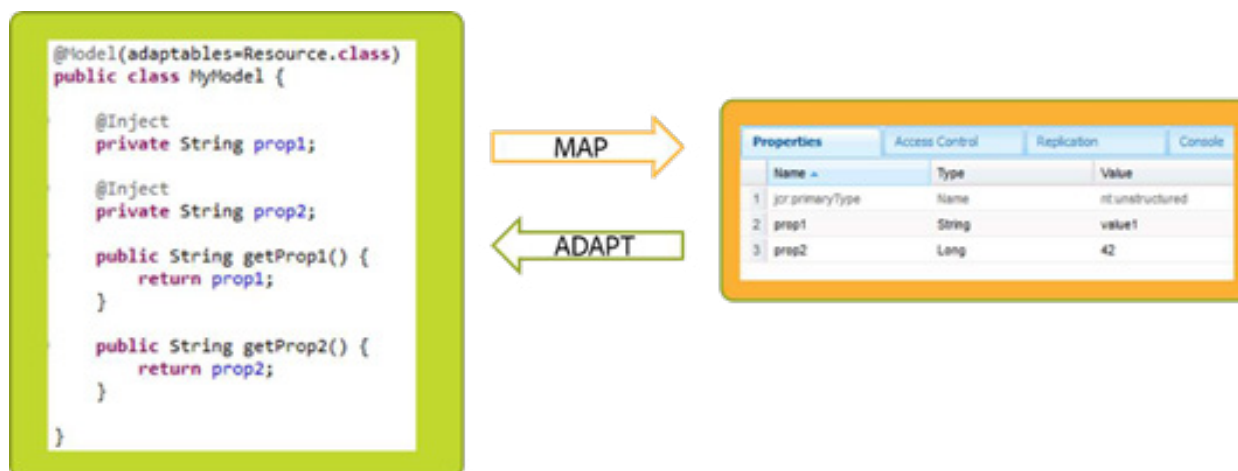 @Model(adaptables=Resource.class)
public class MyModel {
@Inject
private String prop1;
@Inject
private String prop2;
public String getProp1() {
return prop1;
}
public String getProp2() {
return prop2;
}
}
MAP
ADAPT
Properties Access Control Replication Console
Name Type Value
1 jcr:primaryType Name nt:unstructured
2 prop1 String value1
3 prop2 Long 42